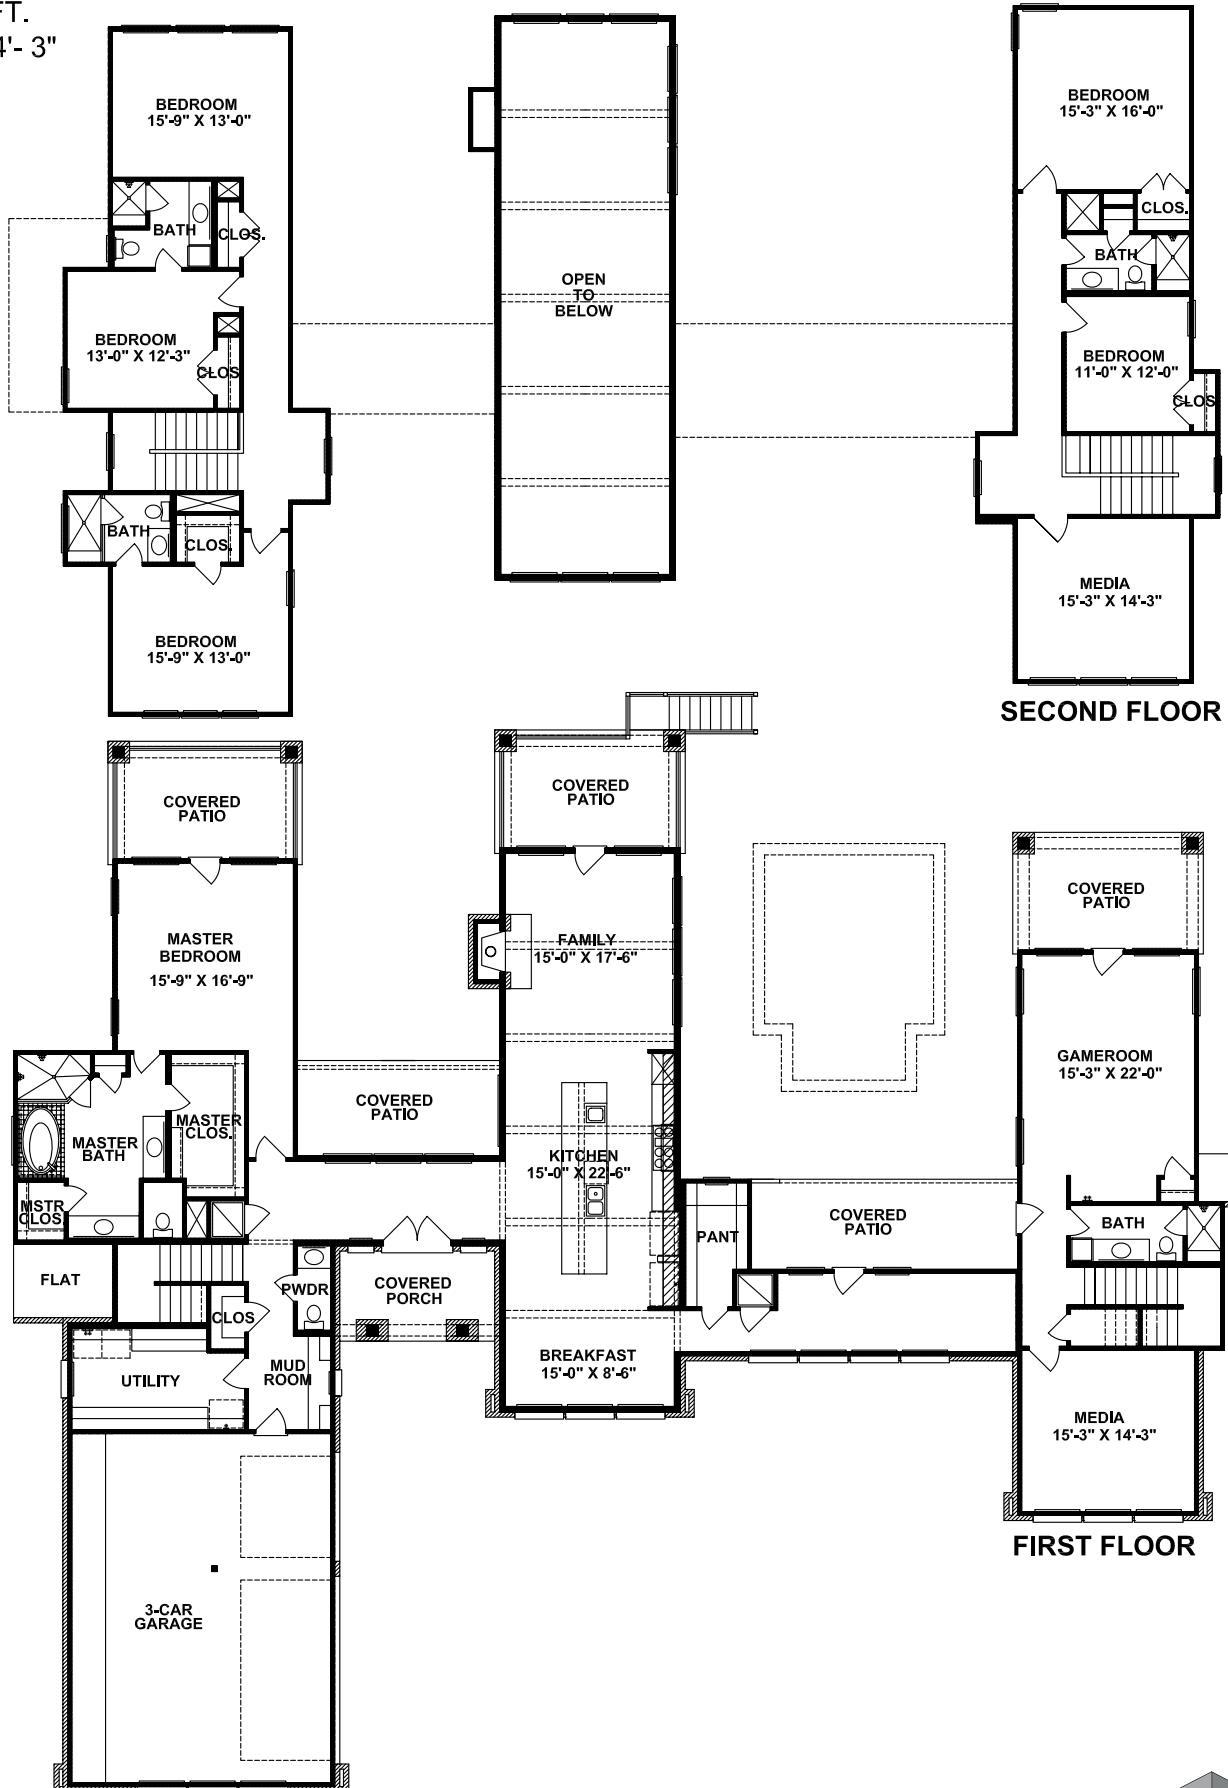 FT.
4'- 3"
BEDROOM
15'-9" X 13'-0"
BATH
CLOS.
BEDROOM
13'-0" X 12'-3"
CLOS
BATH
CLOS.
BEDROOM
15'-9" X 13'-0"
OPEN
TO
BELOW
BEDROOM
15'-3" X 16'-0"
CLOS.
BATH
BEDROOM
11'-0" X 12'-0"
CLOS
MEDIA
15'-3" X 14'-3"
SECOND FLOOR
COVERED
PATIO
MASTER
BEDROOM
15'-9" X 16'-9"
MASTER
CLOS.
MASTER
BATH
MSTR
CLOS.
FLAT
CLOS
PWDR
UTILITY
MUD
ROOM
3-CAR
GARAGE
COVERED
PATIO
COVERED
PORCH
COVERED
PATIO
FAMILY
15'-0" X 17'-6"
KITCHEN
15'-0" X 22'-6"
PANT
BREAKFAST
15'-0" X 8'-6"
COVERED
PATIO
COVERED
PATIO
GAMEROOM
15'-3" X 22'-0"
BATH
MEDIA
15'-3" X 14'-3"
FIRST FLOOR